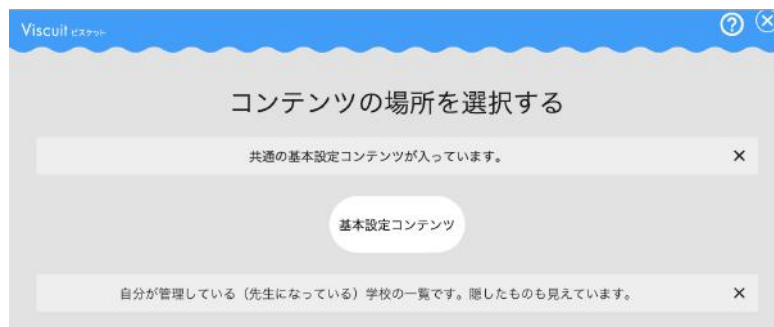 Viscuit ビスケット
?
コンテンツの場所を選択する
共通の基本設定コンテンツが入っています。 ×
基本設定コンテンツ
自分が管理している（先生になっている）学校の一覧です。隠したものも見えています。 ×